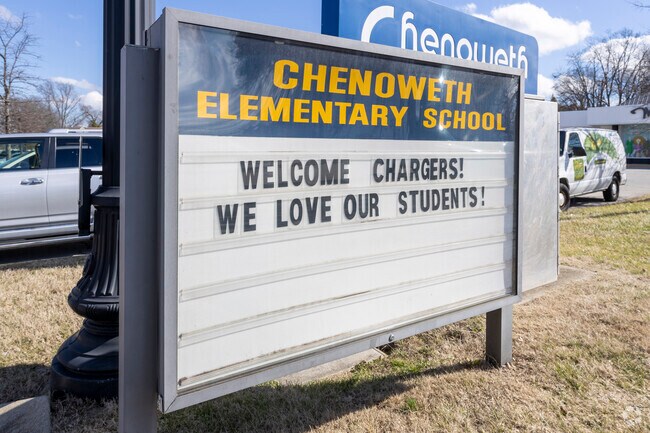 Chenoweth
CHENOWETH
ELEMENTARY SCHOOL
WELCOME CHARGERS!
WE LOVE OUR STUDENTS!